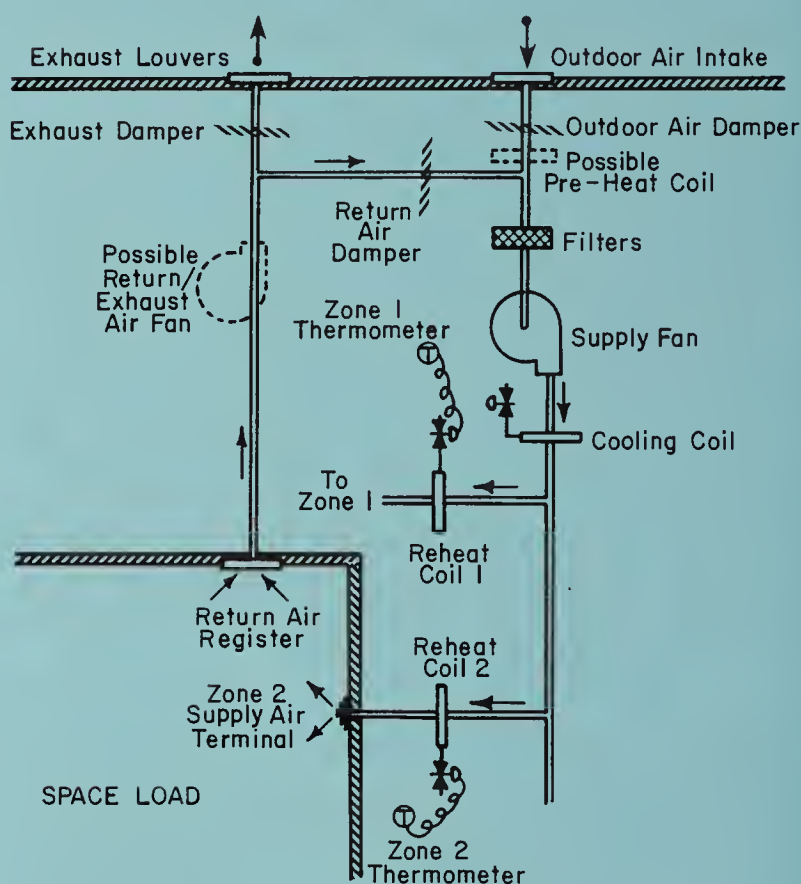 Exhaust Louvers
Outdoor Air Intake
Exhaust Damper
Outdoor Air Damper
Possible
Pre-Heat Coil
Return
Air
Damper
Filters
Possible
Return/
Exhaust
Air Fan
Zone 1
Thermometer
T
Supply Fan
Cooling Coil
To
Zone 1
Reheat
Coil 1
Return Air
Register
Reheat
Coil 2
Zone 2
Supply Air
Terminal
SPACE LOAD
T
Zone 2
Thermometer